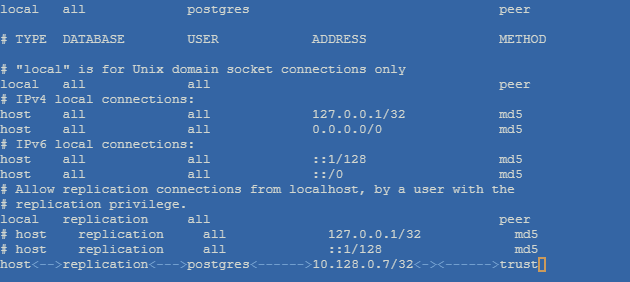 local   all             postgres                                peer
# TYPE  DATABASE        USER            ADDRESS                 METHOD
# "local" is for Unix domain socket connections only
local   all             all                                     peer
# IPv4 local connections:
host    all             all             127.0.0.1/32            md5
host    all             all             0.0.0.0/0               md5
# IPv6 local connections:
host    all             all             ::1/128                 md5
host    all             all             ::/0                    md5
# Allow replication connections from localhost, by a user with the
# replication privilege.
local   replication     all                                     peer
# host    replication     all             127.0.0.1/32            md5
# host    replication     all             ::1/128                 md5
host<-->replication<--->postgres<------>10.128.0.7/32<-><------>trust